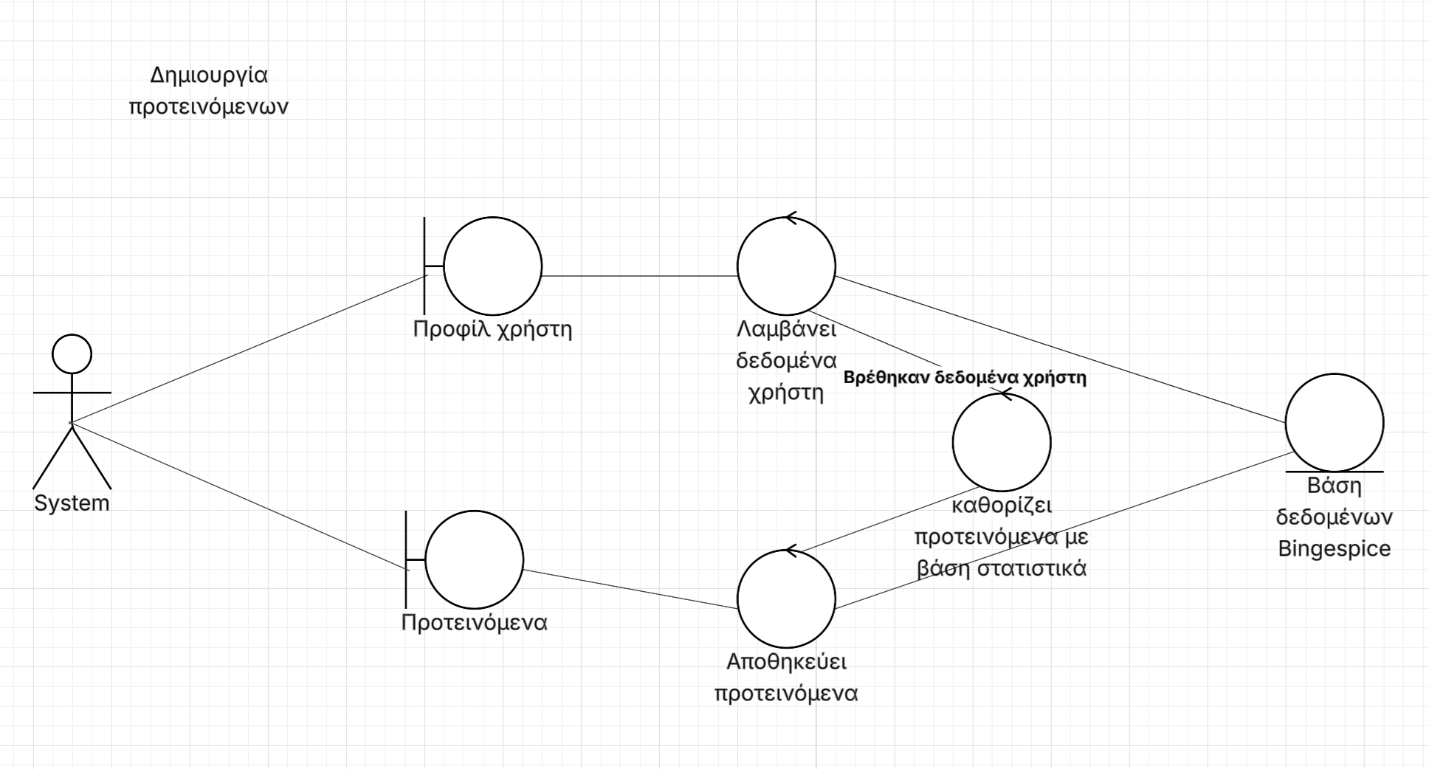 Δημιουργία
προτεινόμενων
Προφίλ χρήστη
Λαμβάνει
δεδομένα
χρήστη
Βρέθηκαν δεδομένα χρήστη
System
καθορίζει
προτεινόμενα με
βάση στατιστικά
Βάση
δεδομένων
Bingespice
Προτεινόμενα
Αποθηκεύει
προτεινόμενα